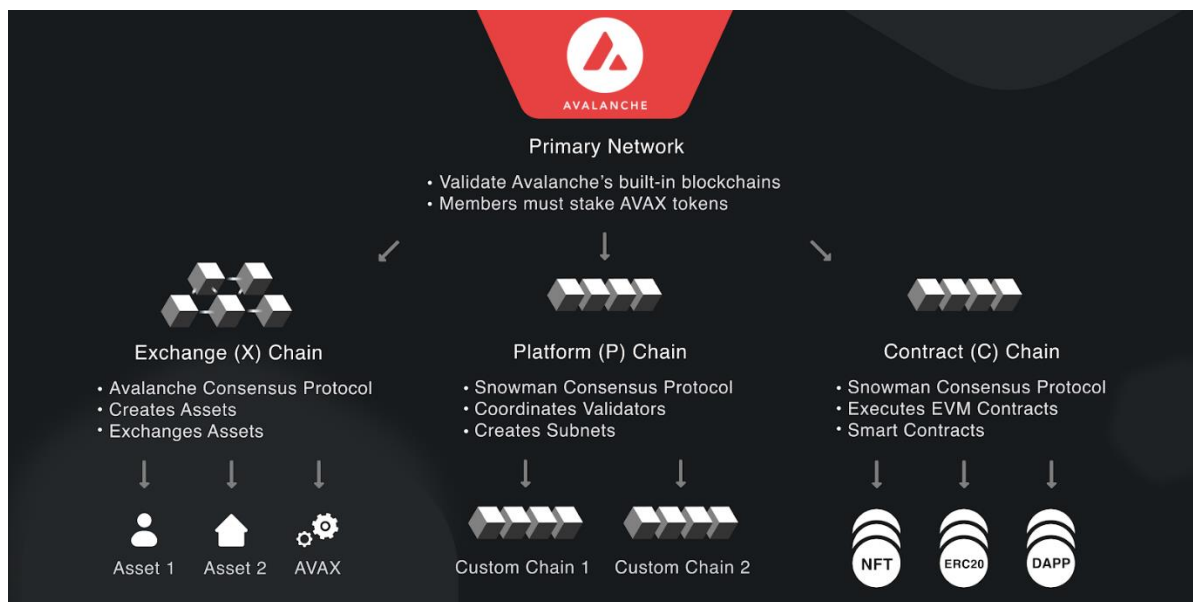 AVALANCHE
Primary Network
• Validate Avalanche's built-in blockchains
• Members must stake AVAX tokens
Exchange (X) Chain
• Avalanche Consensus Protocol
• Creates Assets
• Exchanges Assets
Asset 1
Asset 2
AVAX
Platform (P) Chain
• Snowman Consensus Protocol
• Coordinates Validators
• Creates Subnets
Custom Chain 1
Custom Chain 2
Contract (C) Chain
• Snowman Consensus Protocol
• Executes EVM Contracts
• Smart Contracts
NFT
ERC20
DAPP